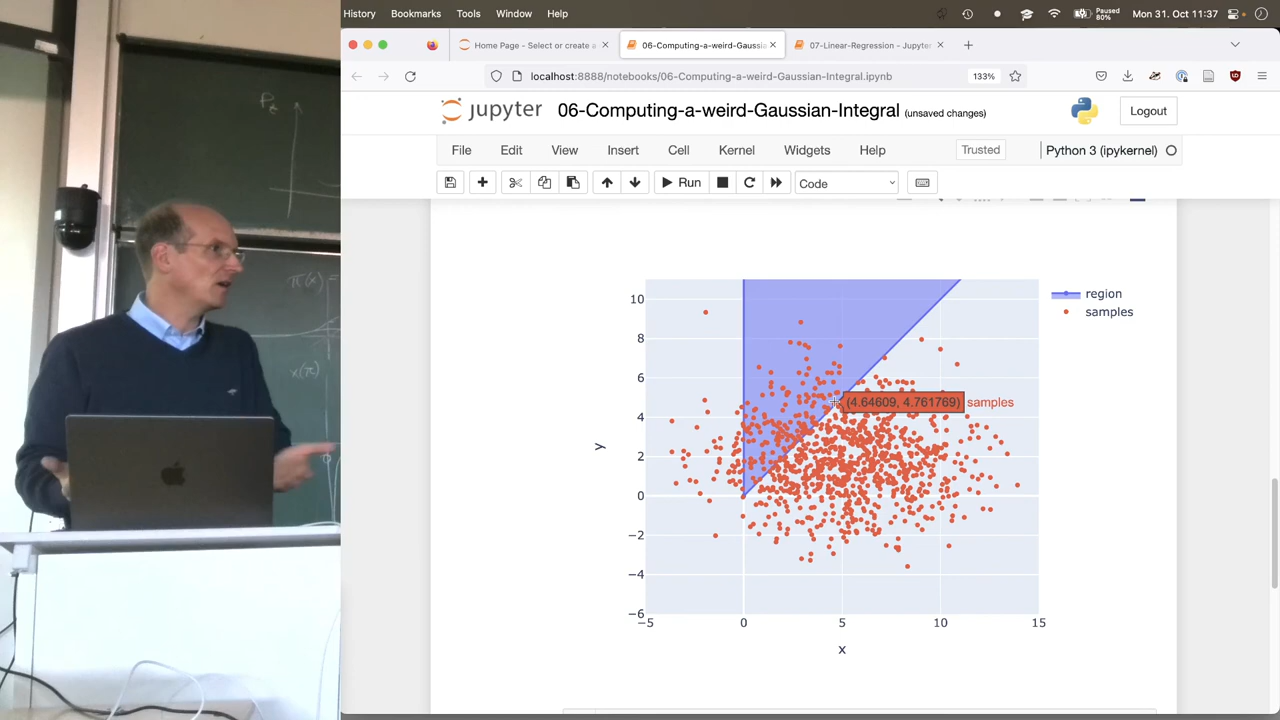 History Bookmarks Tools Window Help Paused 80% Mon 31. Oct 11:37
Home Page - Select or create a 06-Computing-a-weird-Gaussia 07-Linear-Regression - Jupyter
localhost:8888/notebooks/06-Computing-a-weird-Gaussian-Integral.ipynb 133%
jupyter 06-Computing-a-weird-Gaussian-Integral (unsaved changes) Logout
File Edit View Insert Cell Kernel Widgets Help Trusted Python 3 (ipykernel)
Run Code
10
8
6
4
2
0
−2
−4
−6
−5 0 5 10 15
x
y
region
samples
(4.64609, 4.761769) samples
π(x) =
x(π)